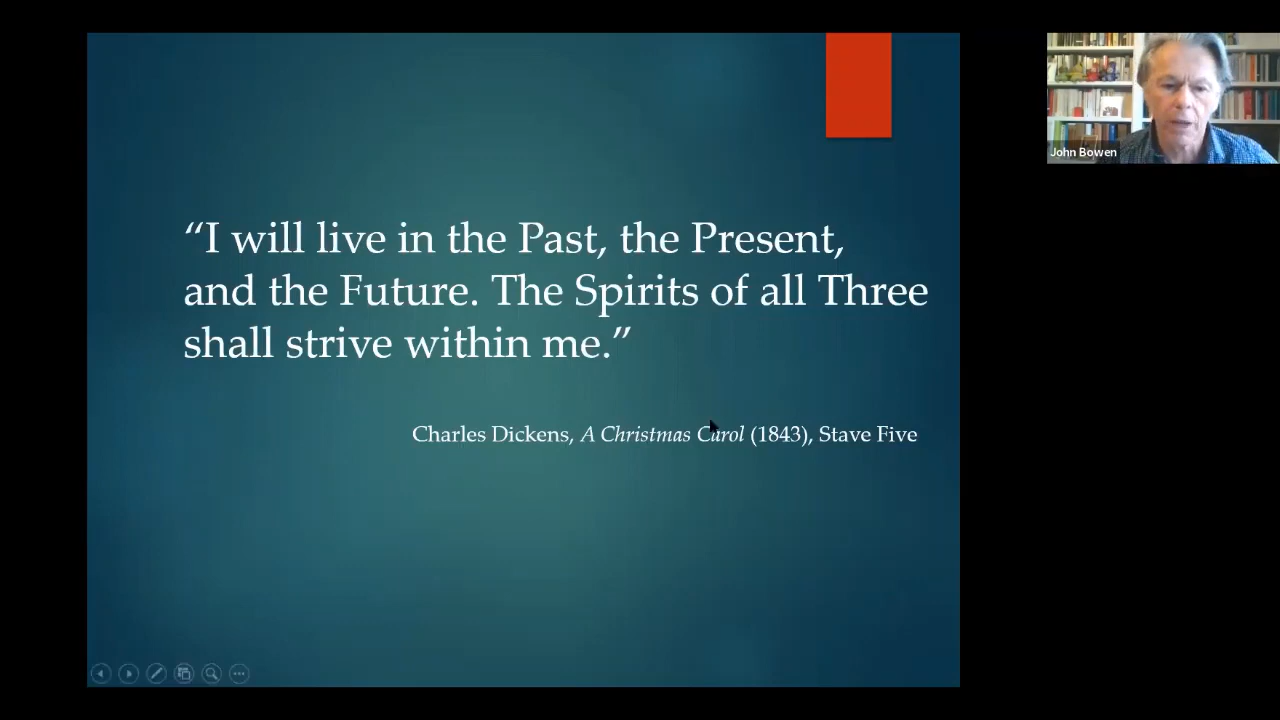 “I will live in the Past, the Present,
and the Future. The Spirits of all Three
shall strive within me.”
Charles Dickens, A Christmas Carol (1843), Stave Five
John Bowen